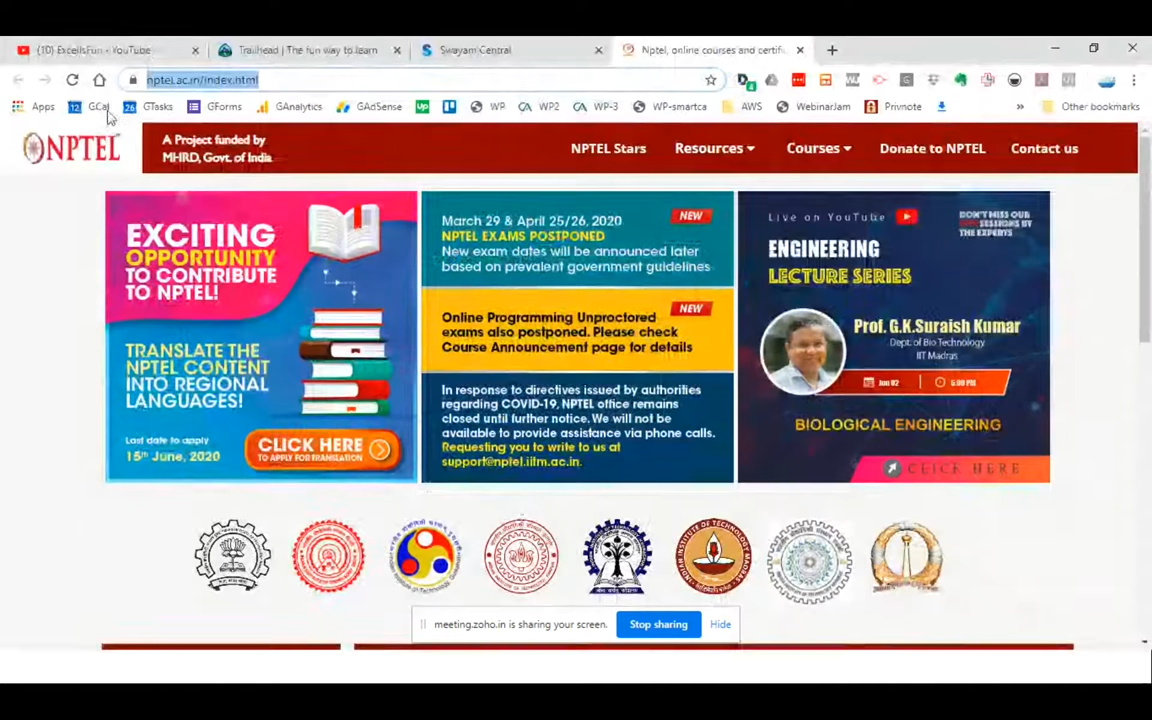 (10) ExcelIsFun - YouTube
Trailhead | The fun way to learn
Swayam Central
Nptel, online courses and certifi
nptel.ac.in/index.html
Apps
12 GCal
26 GTasks
GForms
GAnalytics
GAdSense
up
WP
CA WP2
CA WP-3
WP-smartca
AWS
WebinarJam
Privnote
»
Other bookmarks
NPTEL
A Project funded by
MHRD, Govt. of India
NPTEL Stars
Resources
Courses
Donate to NPTEL
Contact us
EXCITING
OPPORTUNITY
TO CONTRIBUTE
TO NPTEL!
TRANSLATE THE
NPTEL CONTENT
INTO REGIONAL
LANGUAGES!
Last date to apply
15th June, 2020
CLICK HERE
TO APPLY FOR TRANSLATION
March 29 & April 25/26, 2020
NEW
NPTEL EXAMS POSTPONED
New exam dates will be announced later
based on prevalent government guidelines
NEW
Online Programming Unproctored
exams also postponed. Please check
Course Announcement page for details
In response to directives issued by authorities
regarding COVID-19, NPTEL office remains
closed until further notice. We will not be
available to provide assistance via phone calls.
Requesting you to write to us at
support@nptel.iitm.ac.in.
Live on YouTube
DON'T MISS OUR
SESSIONS BY
THE EXPERTS
ENGINEERING
LECTURE SERIES
Prof. G.K.Suraish Kumar
Dept. of Bio Technology
IIT Madras
Jun 02
5:00 PM
BIOLOGICAL ENGINEERING
CLICK HERE
meeting.zoho.in is sharing your screen.
Stop sharing
Hide